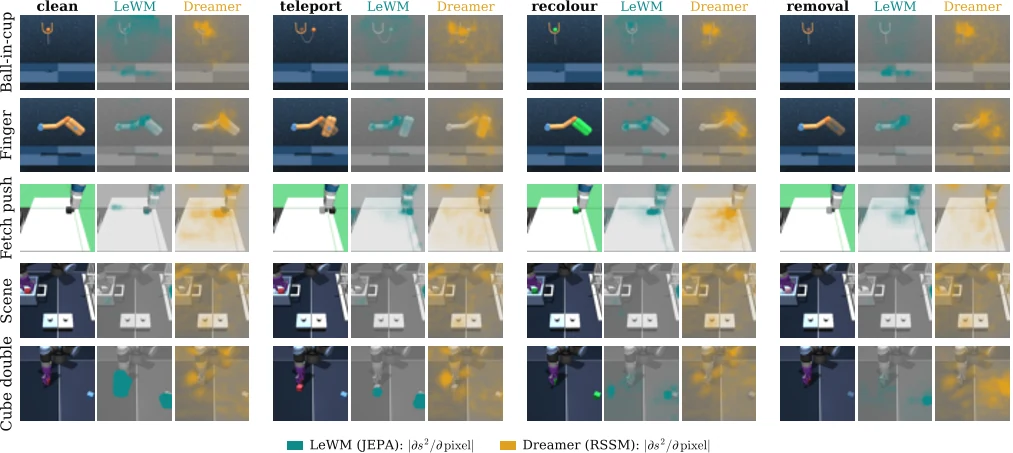 clean LeWM Dreamer teleport LeWM Dreamer recolour LeWM Dreamer removal LeWM Dreamer
Ball-in-cup
Finger
Fetch push
Scene
Cube double
LeWM (JEPA): |∂s²/∂pixel| Dreamer (RSSM): |∂s²/∂pixel|